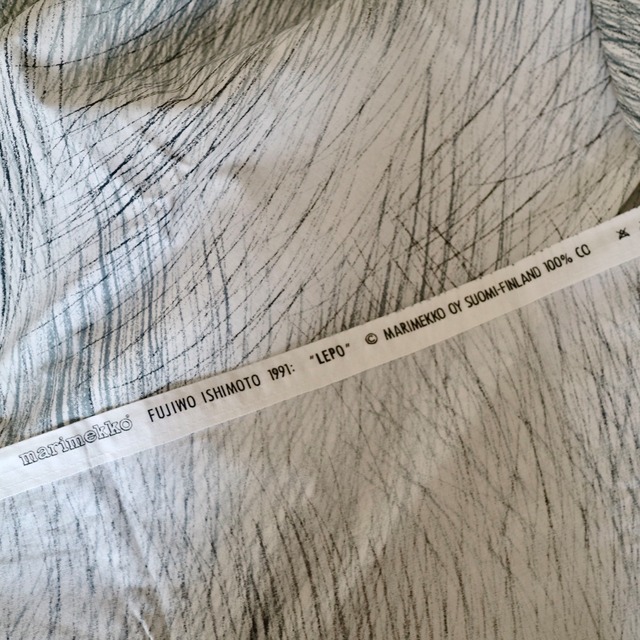 marimekko® FUJIWO ISHIMOTO 1991: "LEPO" © MARIMEKKO OY SUOMI-FINLAND 100% CO